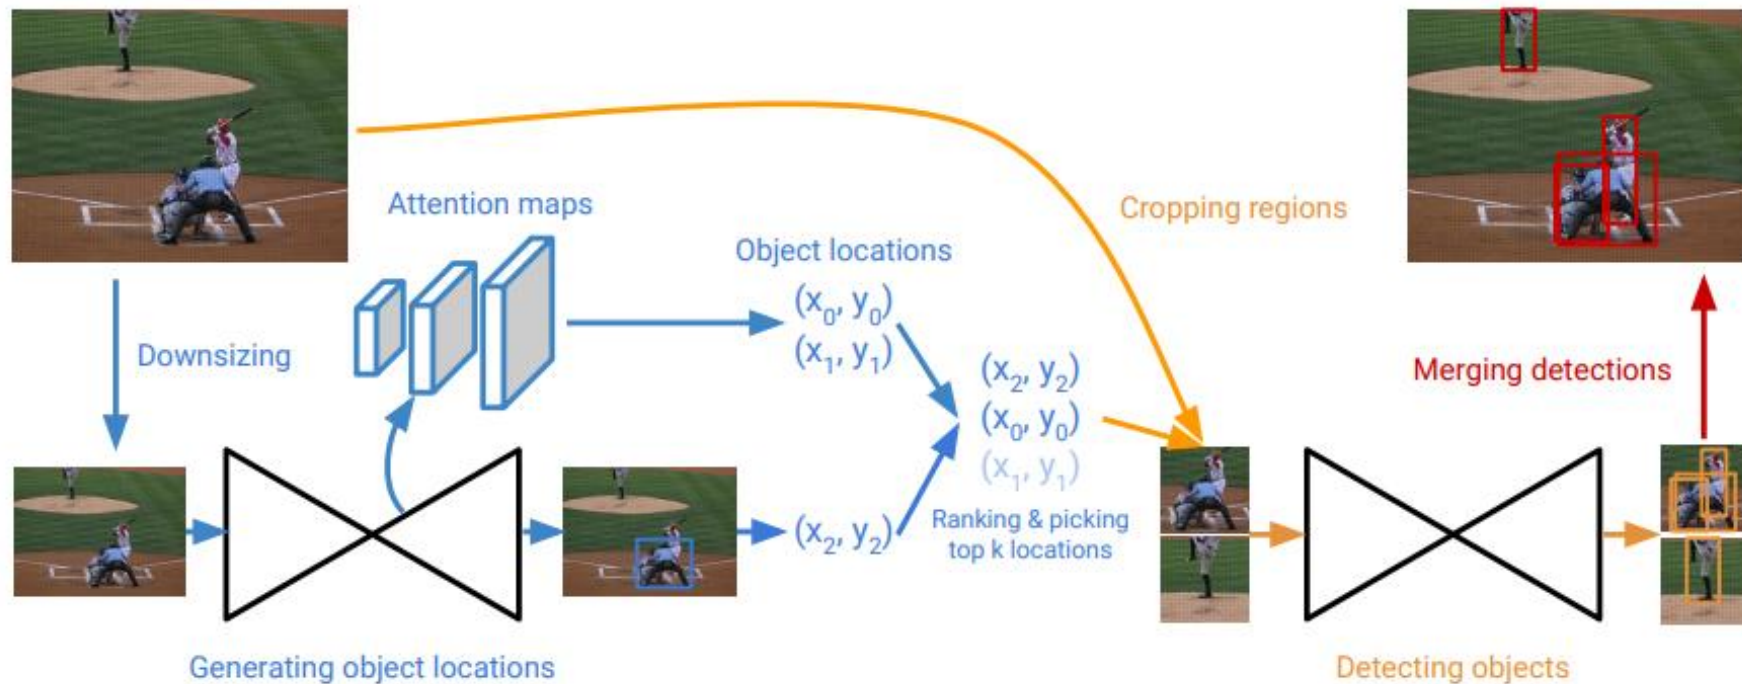 Attention maps
Cropping regions
Object locations
(x₀, y₀)
(x₁, y₁)
Downsizing
(x₂, y₂)
(x₀, y₀)
(x₁, y₁)
Merging detections
(x₂, y₂)
Ranking & picking
top k locations
Generating object locations
Detecting objects